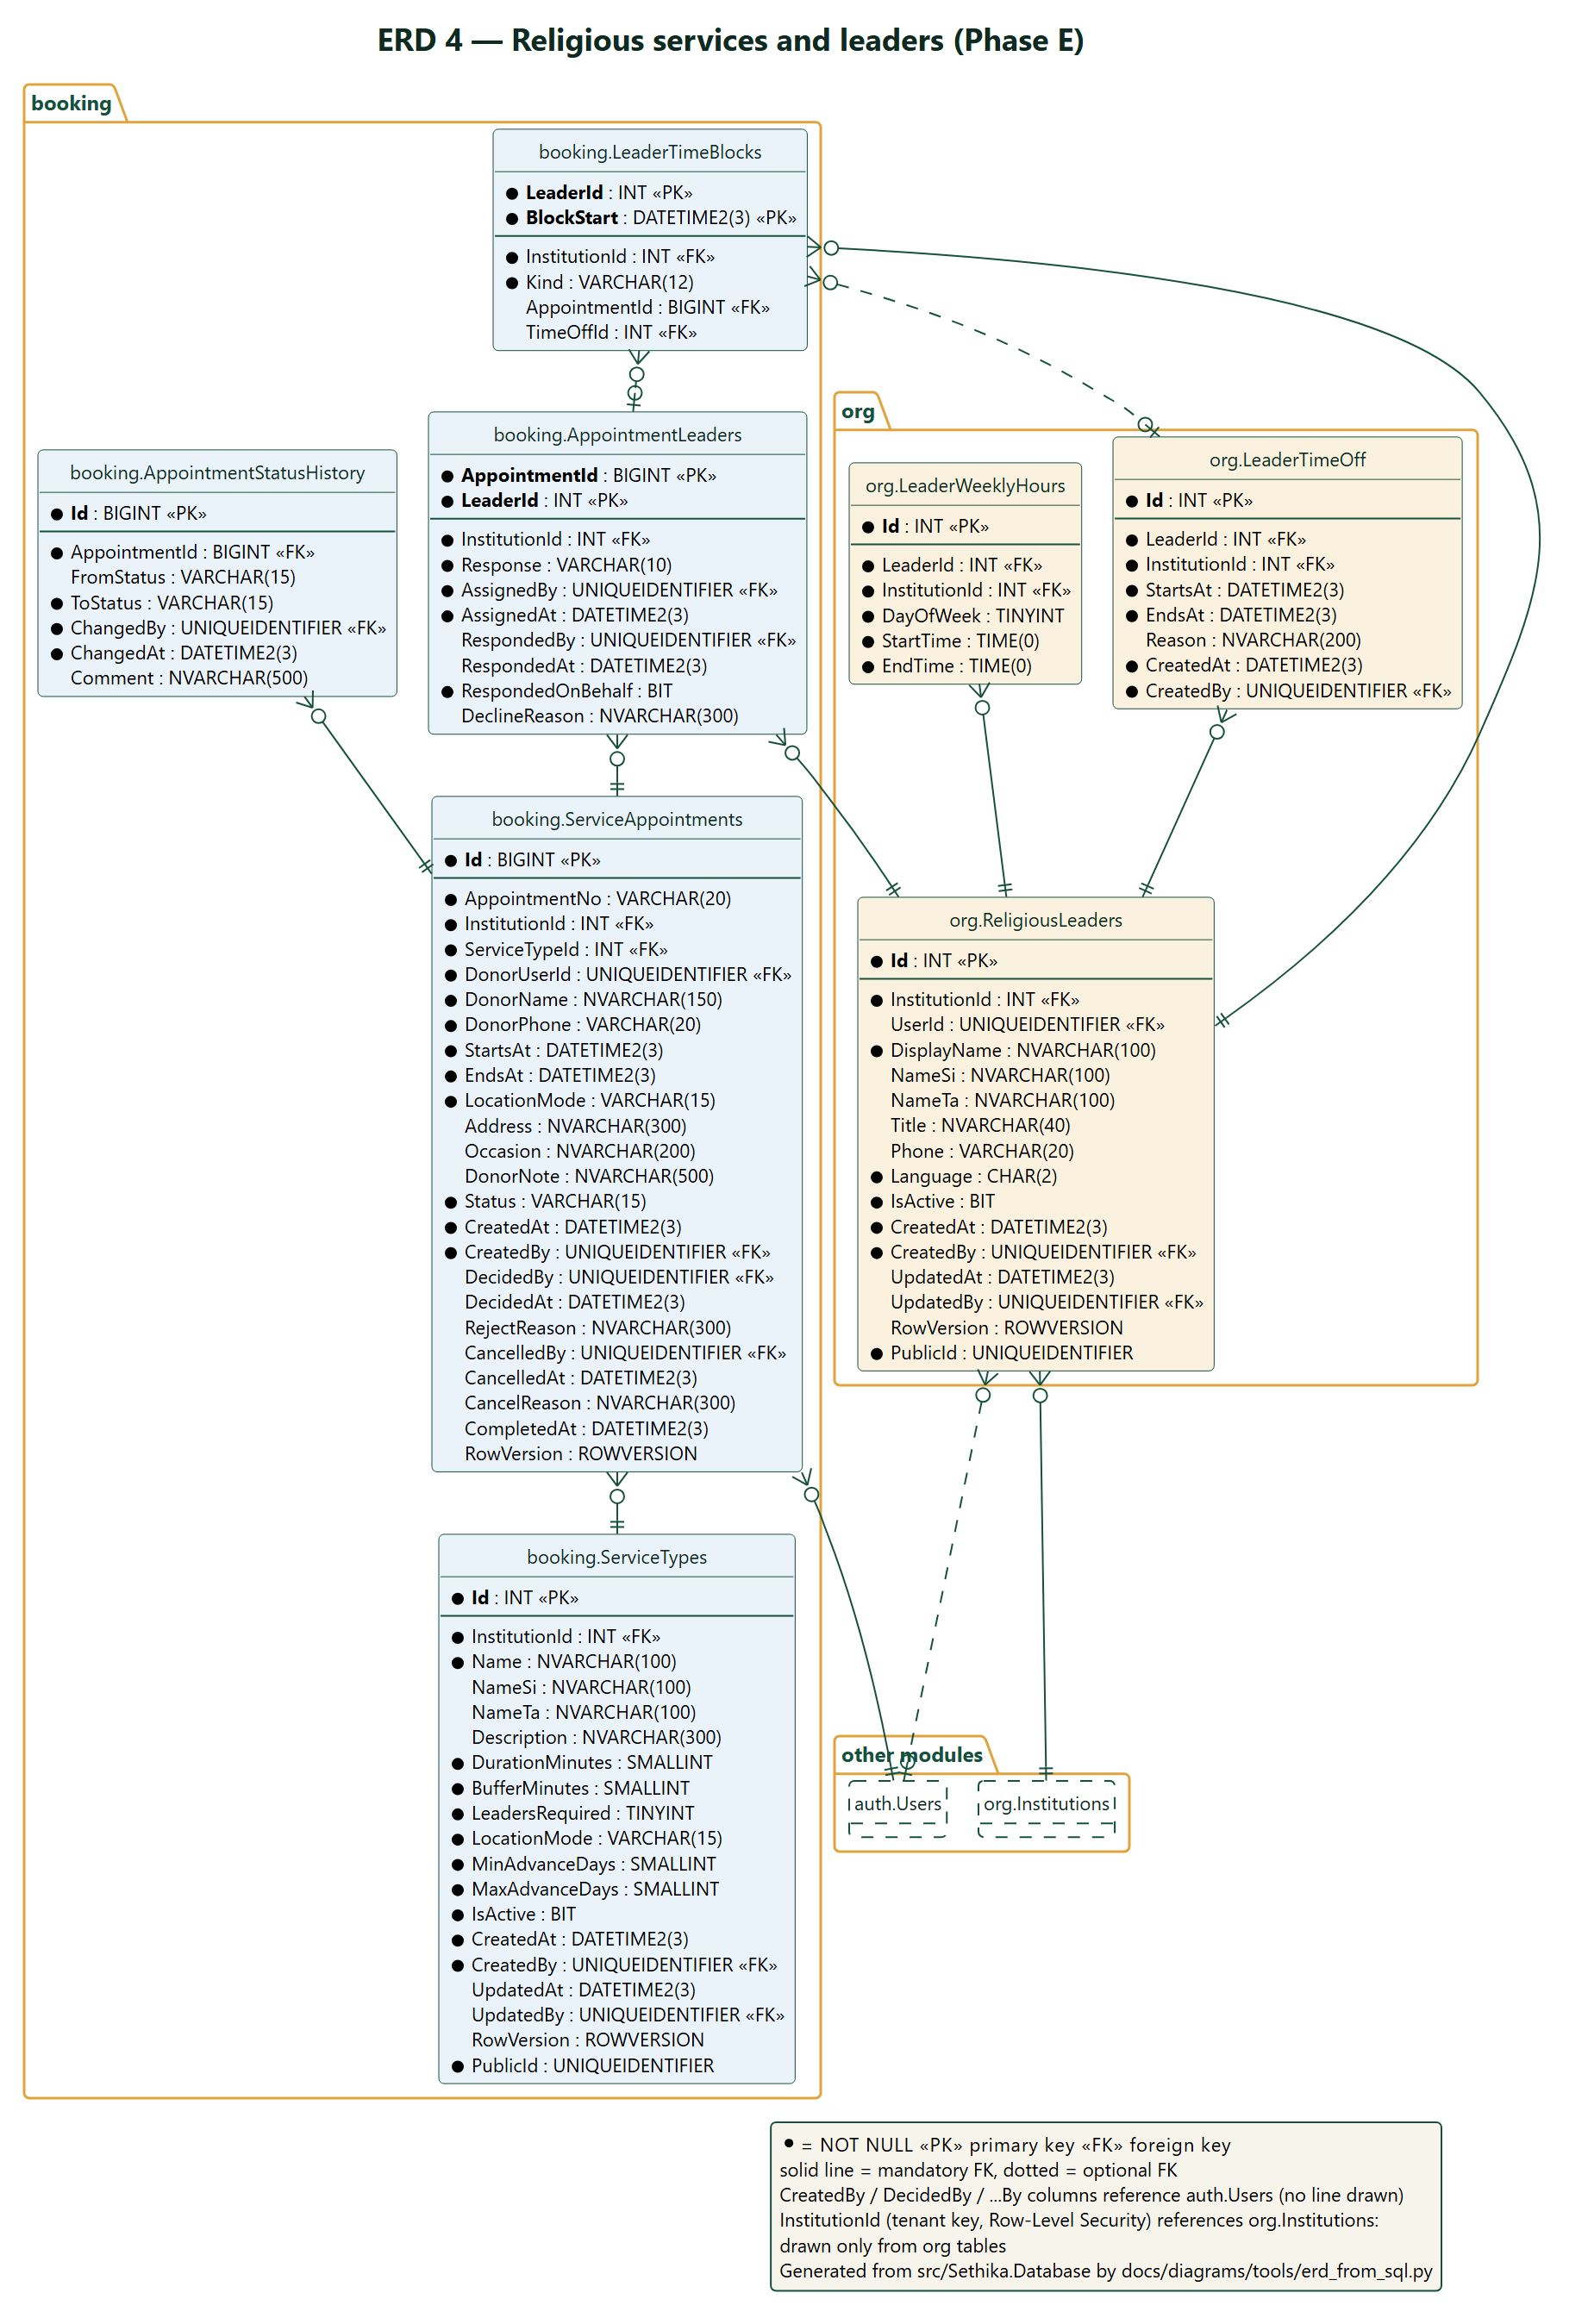 ERD 4 — Religious services and leaders (Phase E)
booking
booking.LeaderTimeBlocks
● LeaderId : INT «PK»
● BlockStart : DATETIME2(3) «PK»
● InstitutionId : INT «FK»
● Kind : VARCHAR(12)
AppointmentId : BIGINT «FK»
TimeOffId : INT «FK»
booking.AppointmentStatusHistory
● Id : BIGINT «PK»
● AppointmentId : BIGINT «FK»
FromStatus : VARCHAR(15)
● ToStatus : VARCHAR(15)
● ChangedBy : UNIQUEIDENTIFIER «FK»
● ChangedAt : DATETIME2(3)
Comment : NVARCHAR(500)
booking.AppointmentLeaders
● AppointmentId : BIGINT «PK»
● LeaderId : INT «PK»
● InstitutionId : INT «FK»
● Response : VARCHAR(10)
● AssignedBy : UNIQUEIDENTIFIER «FK»
● AssignedAt : DATETIME2(3)
RespondedBy : UNIQUEIDENTIFIER «FK»
RespondedAt : DATETIME2(3)
● RespondedOnBehalf : BIT
DeclineReason : NVARCHAR(300)
org
org.LeaderWeeklyHours
● Id : INT «PK»
● LeaderId : INT «FK»
● InstitutionId : INT «FK»
● DayOfWeek : TINYINT
● StartTime : TIME(0)
● EndTime : TIME(0)
org.LeaderTimeOff
● Id : INT «PK»
● LeaderId : INT «FK»
● InstitutionId : INT «FK»
● StartsAt : DATETIME2(3)
● EndsAt : DATETIME2(3)
Reason : NVARCHAR(200)
● CreatedAt : DATETIME2(3)
● CreatedBy : UNIQUEIDENTIFIER «FK»
booking.ServiceAppointments
● Id : BIGINT «PK»
● AppointmentNo : VARCHAR(20)
● InstitutionId : INT «FK»
● ServiceTypeId : INT «FK»
● DonorUserId : UNIQUEIDENTIFIER «FK»
● DonorName : NVARCHAR(150)
● DonorPhone : VARCHAR(20)
● StartsAt : DATETIME2(3)
● EndsAt : DATETIME2(3)
● LocationMode : VARCHAR(15)
Address : NVARCHAR(300)
Occasion : NVARCHAR(200)
DonorNote : NVARCHAR(500)
● Status : VARCHAR(15)
● CreatedAt : DATETIME2(3)
● CreatedBy : UNIQUEIDENTIFIER «FK»
DecidedBy : UNIQUEIDENTIFIER «FK»
DecidedAt : DATETIME2(3)
RejectReason : NVARCHAR(300)
CancelledBy : UNIQUEIDENTIFIER «FK»
CancelledAt : DATETIME2(3)
CancelReason : NVARCHAR(300)
CompletedAt : DATETIME2(3)
RowVersion : ROWVERSION
org.ReligiousLeaders
● Id : INT «PK»
● InstitutionId : INT «FK»
UserId : UNIQUEIDENTIFIER «FK»
● DisplayName : NVARCHAR(100)
NameSi : NVARCHAR(100)
NameTa : NVARCHAR(100)
Title : NVARCHAR(40)
Phone : VARCHAR(20)
● Language : CHAR(2)
● IsActive : BIT
● CreatedAt : DATETIME2(3)
● CreatedBy : UNIQUEIDENTIFIER «FK»
UpdatedAt : DATETIME2(3)
UpdatedBy : UNIQUEIDENTIFIER «FK»
RowVersion : ROWVERSION
● PublicId : UNIQUEIDENTIFIER
booking.ServiceTypes
● Id : INT «PK»
● InstitutionId : INT «FK»
● Name : NVARCHAR(100)
NameSi : NVARCHAR(100)
NameTa : NVARCHAR(100)
Description : NVARCHAR(300)
● DurationMinutes : SMALLINT
● BufferMinutes : SMALLINT
● LeadersRequired : TINYINT
● LocationMode : VARCHAR(15)
● MinAdvanceDays : SMALLINT
● MaxAdvanceDays : SMALLINT
● IsActive : BIT
● CreatedAt : DATETIME2(3)
● CreatedBy : UNIQUEIDENTIFIER «FK»
UpdatedAt : DATETIME2(3)
UpdatedBy : UNIQUEIDENTIFIER «FK»
RowVersion : ROWVERSION
● PublicId : UNIQUEIDENTIFIER
other modules
auth.Users
org.Institutions
● = NOT NULL «PK» primary key «FK» foreign key
solid line = mandatory FK, dotted = optional FK
CreatedBy / DecidedBy / ...By columns reference auth.Users (no line drawn)
InstitutionId (tenant key, Row-Level Security) references org.Institutions:
drawn only from org tables
Generated from src/Sethika.Database by docs/diagrams/tools/erd_from_sql.py